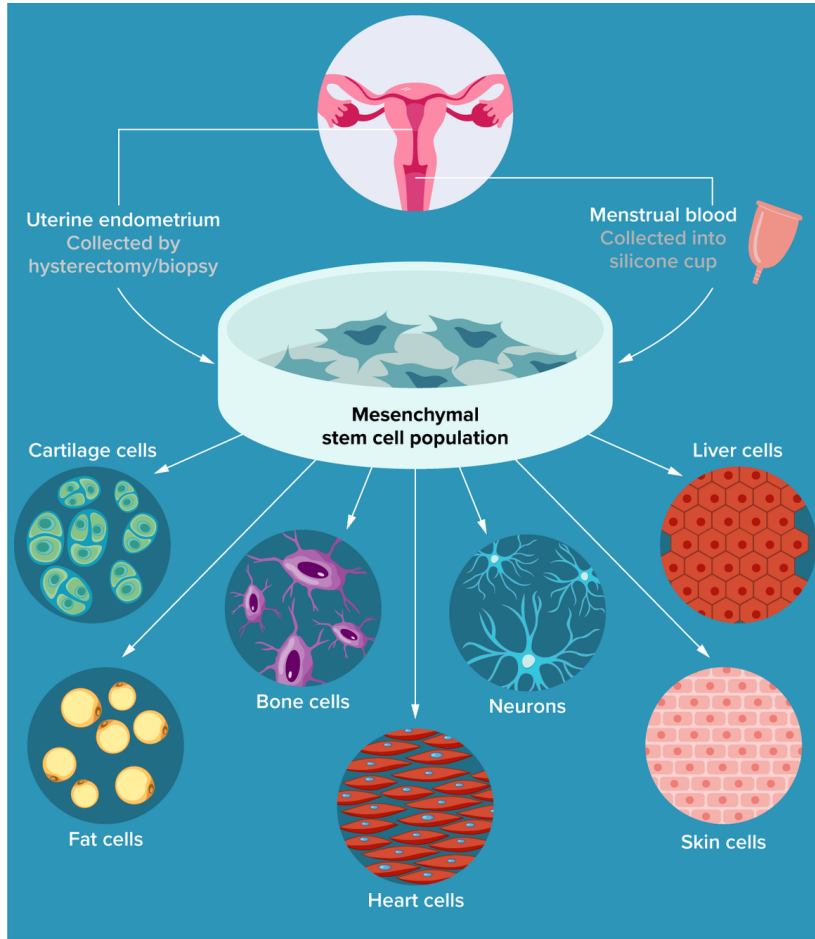 Uterine endometrium
Collected by
hysterectomy/biopsy
Menstrual blood
Collected into
silicone cup
Mesenchymal
stem cell population
Cartilage cells
Liver cells
Bone cells
Neurons
Fat cells
Skin cells
Heart cells